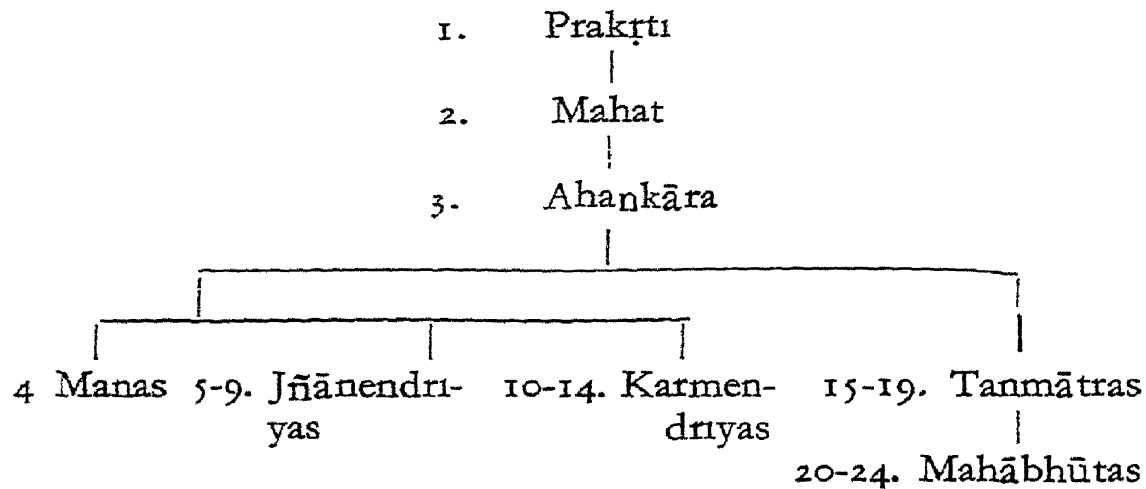 1. Prakṛti
2. Mahat
3. Ahankāra
4 Manas 5-9. Jñānendri- 10-14. Karmen- 15-19. Tanmātras
yas driyas
20-24. Mahābhūtas